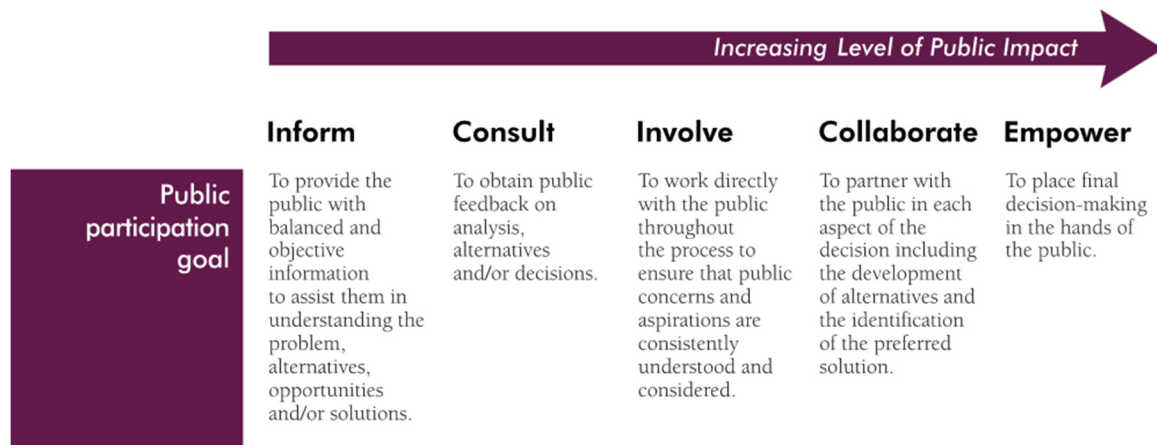 Increasing Level of Public Impact
Inform
Consult
Involve
Collaborate
Empower
Public
participation
goal
To provide the
public with
balanced and
objective
information
to assist them in
understanding the
problem,
alternatives,
opportunities
and/or solutions.
To obtain public
feedback on
analysis,
alternatives
and/or decisions.
To work directly
with the public
throughout
the process to
ensure that public
concerns and
aspirations are
consistently
understood and
considered.
To partner with
the public in each
aspect of the
decision including
the development
of alternatives and
the identification
of the preferred
solution.
To place final
decision-making
in the hands of
the public.